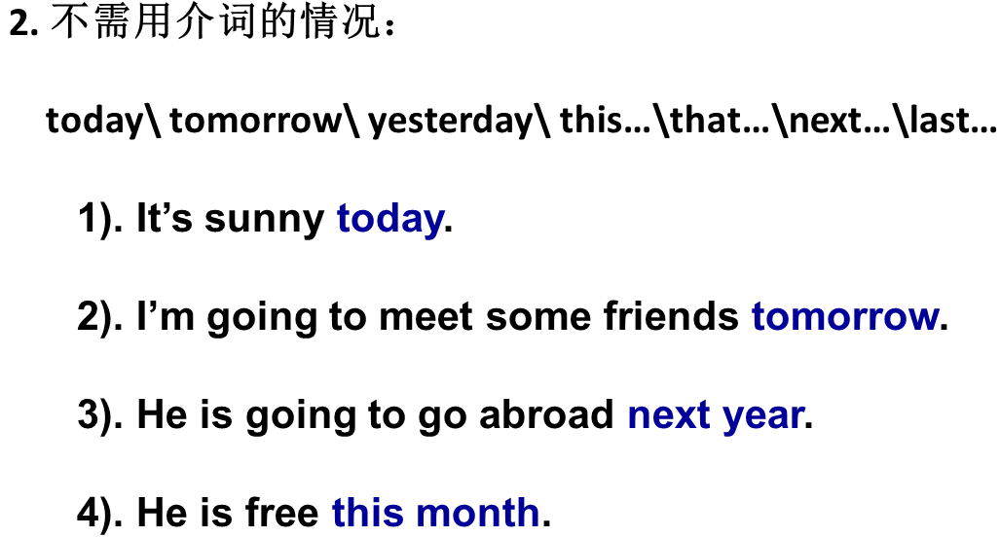 2. 不需用介词的情况：
today\ tomorrow\ yesterday\ this...\that...\next...\last...
1). It’s sunny today.
2). I’m going to meet some friends tomorrow.
3). He is going to go abroad next year.
4). He is free this month.